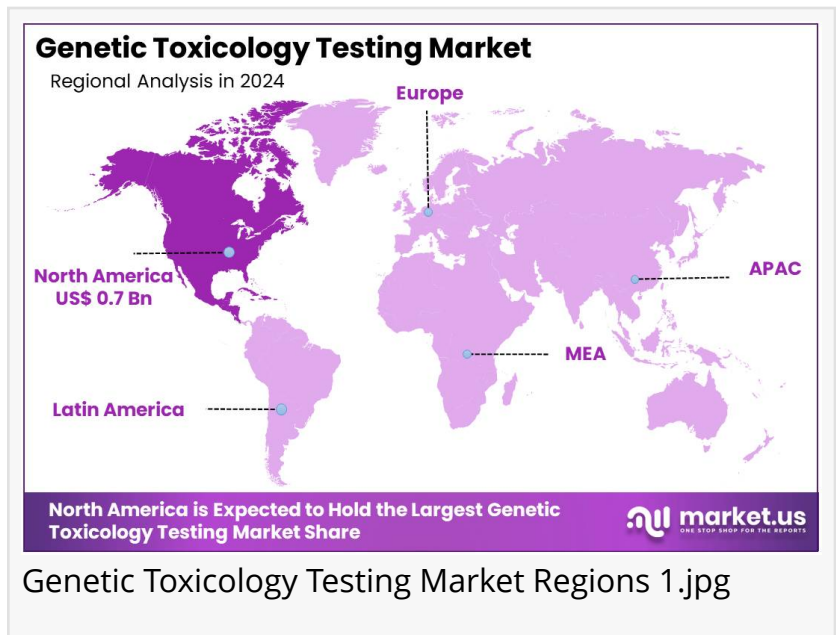 Genetic Toxicology Testing Market
Regional Analysis in 2024
Europe
North America
US$ 0.7 Bn
APAC
MEA
Latin America
North America is Expected to Hold the Largest Genetic
Toxicology Testing Market Share
market.us
ONE STOP SHOP FOR THE REPORTS
Genetic Toxicology Testing Market Regions 1.jpg